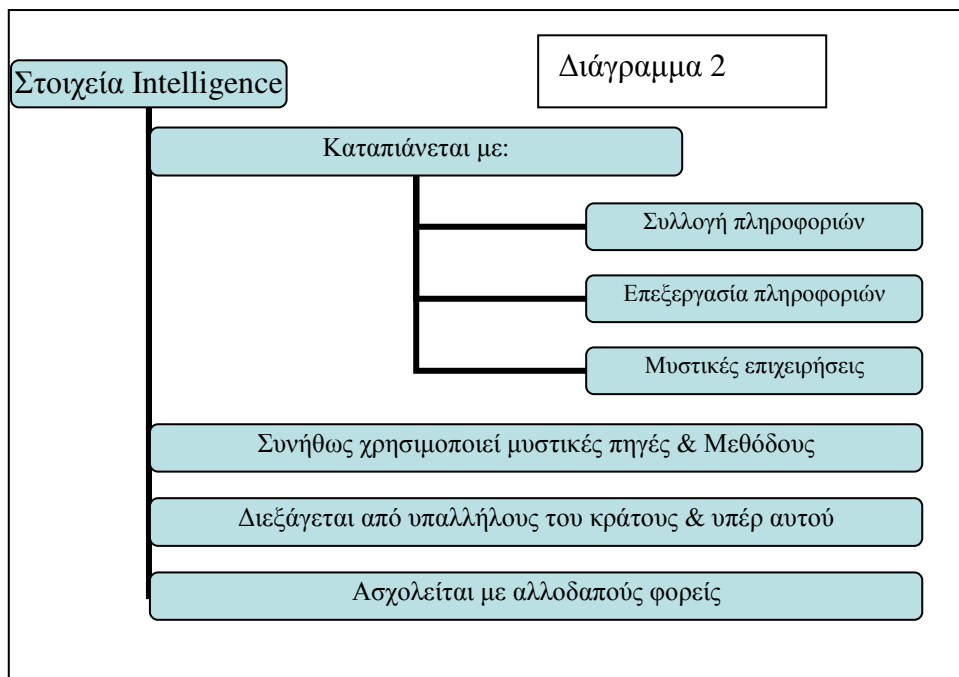 Διάγραμμα 2
Στοιχεία Intelligence
Καταπιάνεται με:
Συλλογή πληροφοριών
Επεξεργασία πληροφοριών
Μυστικές επιχειρήσεις
Συνήθως χρησιμοποιεί μυστικές πηγές & Μεθόδους
Διεξάγεται από υπαλλήλους του κράτους & υπέρ αυτού
Ασχολείται με αλλοδαπούς φορείς